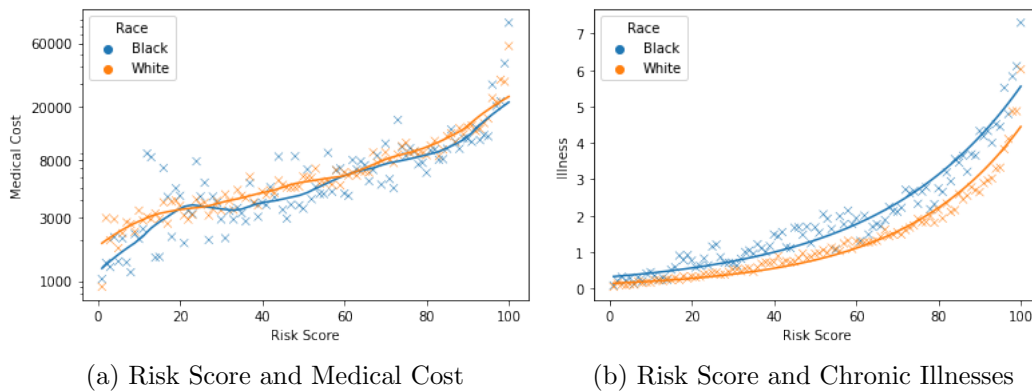 Race
Black
White
60000
20000
8000
3000
1000
Medical Cost
0 20 40 60 80 100
Risk Score
(a) Risk Score and Medical Cost
Race
Black
White
7
6
5
4
3
2
1
0
Illness
0 20 40 60 80 100
Risk Score
(b) Risk Score and Chronic Illnesses